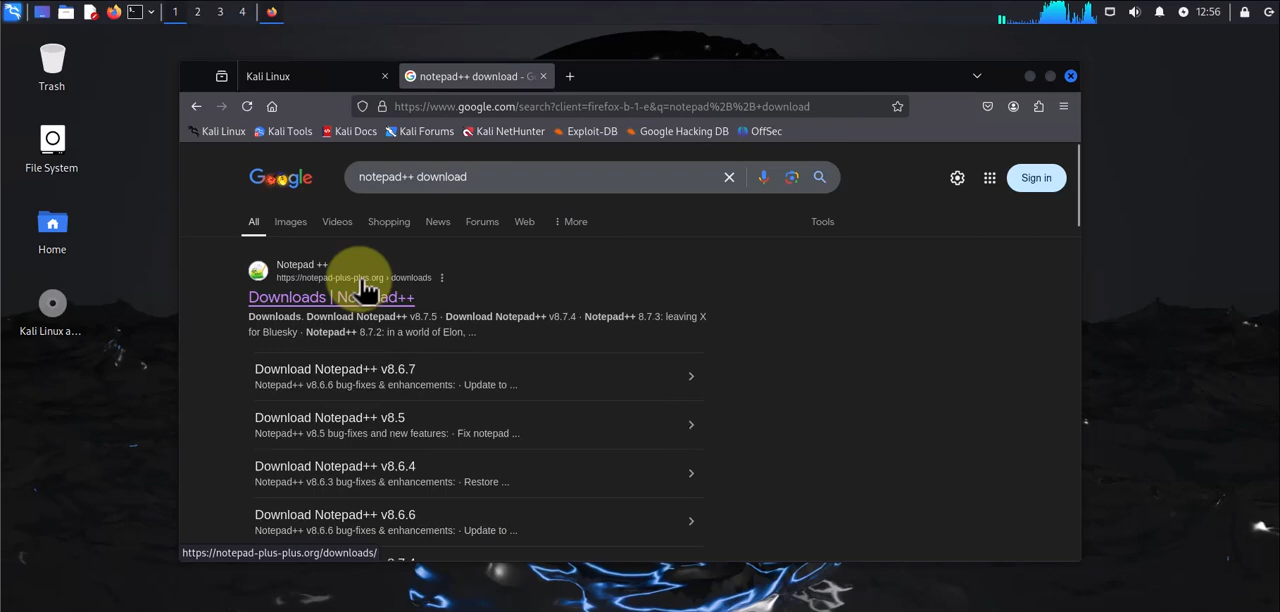 1 2 3 4
12:56
Trash
File System
Home
Kali Linux a...
Kali Linux
notepad++ download - G
https://www.google.com/search?client=firefox-b-1-e&q=notepad%2B%2B+download
Kali Linux Kali Tools Kali Docs Kali Forums Kali NetHunter Exploit-DB Google Hacking DB OffSec
Google
notepad++ download
Sign in
All Images Videos Shopping News Forums Web More Tools
Notepad ++
https://notepad-plus-plus.org › downloads
Downloads | Notepad++
Downloads. Download Notepad++ v8.7.5 · Download Notepad++ v8.7.4 · Notepad++ 8.7.3: leaving X
for Bluesky · Notepad++ 8.7.2: in a world of Elon, ...
Download Notepad++ v8.6.7
Notepad++ v8.6.6 bug-fixes & enhancements: · Update to ...
Download Notepad++ v8.5
Notepad++ v8.5 bug-fixes and new features: · Fix notepad ...
Download Notepad++ v8.6.4
Notepad++ v8.6.3 bug-fixes & enhancements: · Restore ...
Download Notepad++ v8.6.6
Notepad++ v8.6.6 bug-fixes & enhancements: · Update to ...
https://notepad-plus-plus.org/downloads/